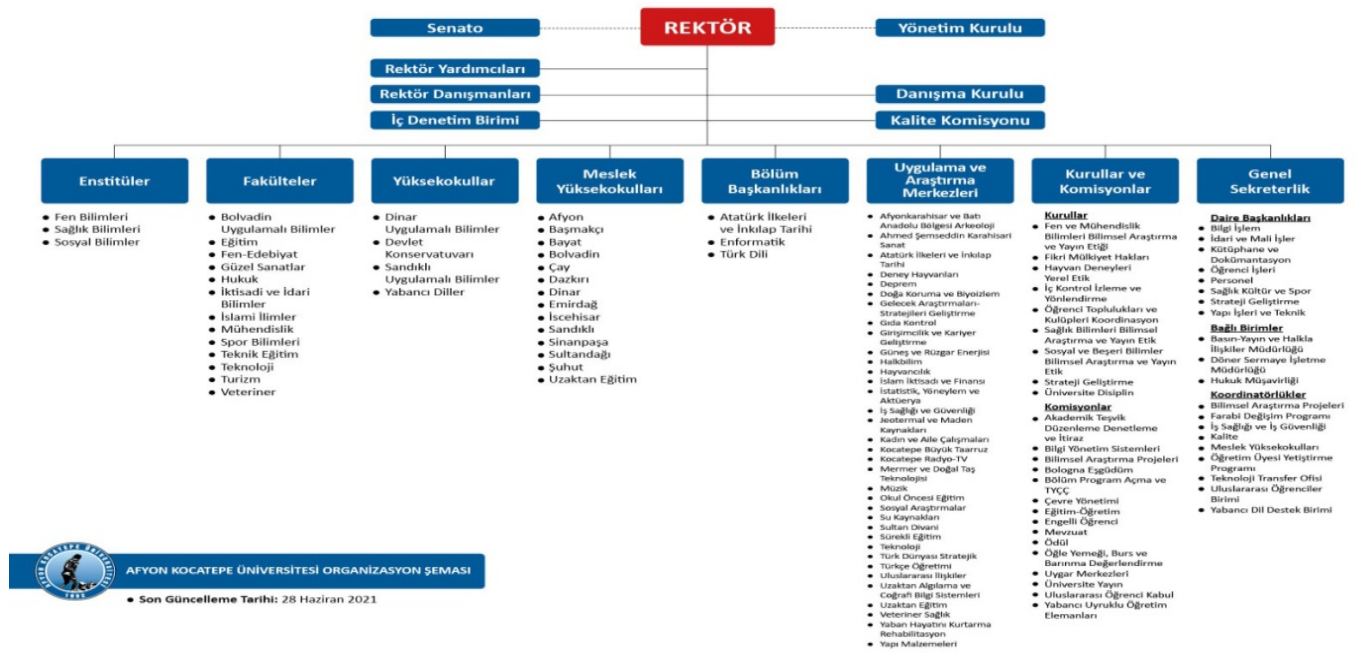 Senato
REKTÖR
Yönetim Kurulu
Rektör Yardımcıları
Rektör Danışmanları
Danışma Kurulu
İç Denetim Birimi
Kalite Komisyonu
Enstitüler
• Fen Bilimleri
• Sağlık Bilimleri
• Sosyal Bilimler
Fakülteler
• Bolvadin
Uygulamalı Bilimler
• Eğitim
• Fen-Edebiyat
• Güzel Sanatlar
• Hukuk
• İktisadi ve İdari
Bilimler
• İslami İlimler
• Mühendislik
• Spor Bilimleri
• Teknik Eğitim
• Teknoloji
• Turizm
• Veteriner
Yüksekokullar
• Dinar
Uygulamalı Bilimler
• Devlet
Konservatuvarı
• Sandıklı
Uygulamalı Bilimler
• Yabancı Diller
Meslek
Yüksekokulları
• Afyon
• Başmakçı
• Bayat
• Bolvadin
• Çay
• Dazkırı
• Dinar
• Emirdağ
• İscehisar
• Sandıklı
• Sinanpaşa
• Sultandağı
• Şuhut
• Uzaktan Eğitim
Bölüm
Başkanlıkları
• Atatürk İlkeleri
ve İnkılap Tarihi
• Enformatik
• Türk Dili
Uygulama ve
Araştırma
Merkezleri
• Afyonkarahisar ve Batı
Anadolu Bölgesi Arkeoloji
• Ahmed Şemseddin Karahisari
Sanat
• Atatürk İlkeleri ve İnkılap
Tarihi
• Deney Hayvanları
• Deprem
• Doğa Koruma ve Biyoizlem
• Gelecek Araştırmaları-
Stratejileri Geliştirme
• Gıda Kontrol
• Girişimcilik ve Kariyer
Geliştirme
• Güneş ve Rüzgar Enerjisi
• Halkbilim
• Hayvancılık
• İslam İktisadı ve Finansı
• İstatistik, Yöneylem ve
Aktüerya
• İş Sağlığı ve Güvenliği
• Jeotermal ve Maden
Kaynakları
• Kadın ve Aile Çalışmaları
• Kocatepe Büyük Taarruz
• Kocatepe Radyo-TV
• Mermer ve Doğal Taş
Teknolojisi
• Müzik
• Okul Öncesi Eğitim
• Sosyal Araştırmalar
• Su Kaynakları
• Sultan Divani
• Sürekli Eğitim
• Teknoloji
• Türk Dünyası Stratejik
• Türkçe Öğretimi
• Uluslararası İlişkiler
• Uzaktan Algılama ve
Coğrafi Bilgi Sistemleri
• Uzaktan Eğitim
• Veteriner Sağlık
• Yaban Hayatını Kurtarma
Rehabilitasyon
• Yapı Malzemeleri
Kurullar ve
Komisyonlar
Kurullar
• Fen ve Mühendislik
Bilimleri Bilimsel Araştırma
ve Yayın Etiği
• Fikri Mülkiyet Hakları
• Hayvan Deneyleri
Yerel Etik
• İç Kontrol İzleme ve
Yönlendirme
• Öğrenci Toplulukları ve
Kulüpleri Koordinasyon
• Sağlık Bilimleri Bilimsel
Araştırma ve Yayın Etik
• Sosyal ve Beşeri Bilimler
Bilimsel Araştırma ve Yayın
Etik
• Strateji Geliştirme
• Üniversite Disiplin
Komisyonlar
• Akademik Teşvik
Düzenleme Denetleme
ve İtiraz
• Bilgi Yönetim Sistemleri
• Bilimsel Araştırma Projeleri
• Bologna Eşgüdüm
• Bölüm Program Açma ve
TYÇÇ
• Çevre Yönetimi
• Eğitim-Öğretim
• Engelli Öğrenci
• Mevzuat
• Ödül
• Öğle Yemeği, Burs ve
Barınma Değerlendirme
• Uygar Merkezleri
• Üniversite Yayın
• Uluslararası Öğrenci Kabul
• Yabancı Uyruklu Öğretim
Elemanları
Genel
Sekreterlik
Daire Başkanlıkları
• Bilgi İşlem
• İdari ve Mali İşler
• Kütüphane ve
Dokümantasyon
• Öğrenci İşleri
• Personel
• Sağlık Kültür ve Spor
• Strateji Geliştirme
• Yapı İşleri ve Teknik
Bağlı Birimler
• Basın-Yayın ve Halkla
İlişkiler Müdürlüğü
• Döner Sermaye İşletme
Müdürlüğü
• Hukuk Müşavirliği
Koordinatörlükler
• Bilimsel Araştırma Projeleri
• Farabi Değişim Programı
• İş Sağlığı ve İş Güvenliği
• Kalite
• Meslek Yüksekokulları
• Öğretim Üyesi Yetiştirme
Programı
• Teknoloji Transfer Ofisi
• Uluslararası Öğrenciler
Birimi
• Yabancı Dil Destek Birimi
AFYON KOCATEPE ÜNİVERSİTESİ
1992
AFYON KOCATEPE ÜNİVERSİTESİ ORGANİZASYON ŞEMASI
• Son Güncelleme Tarihi: 28 Haziran 2021